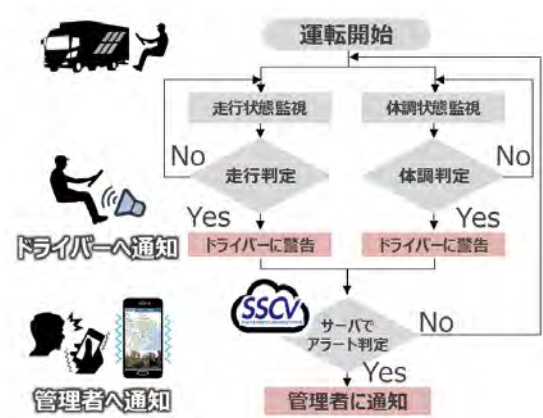 運転開始
走行状態監視
体調状態監視
No
走行判定
体調判定
No
Yes
Yes
ドライバーへ通知
ドライバーに警告
ドライバーに警告
SSCV
サーバで
アラート判定
No
Yes
管理者へ通知
管理者に通知